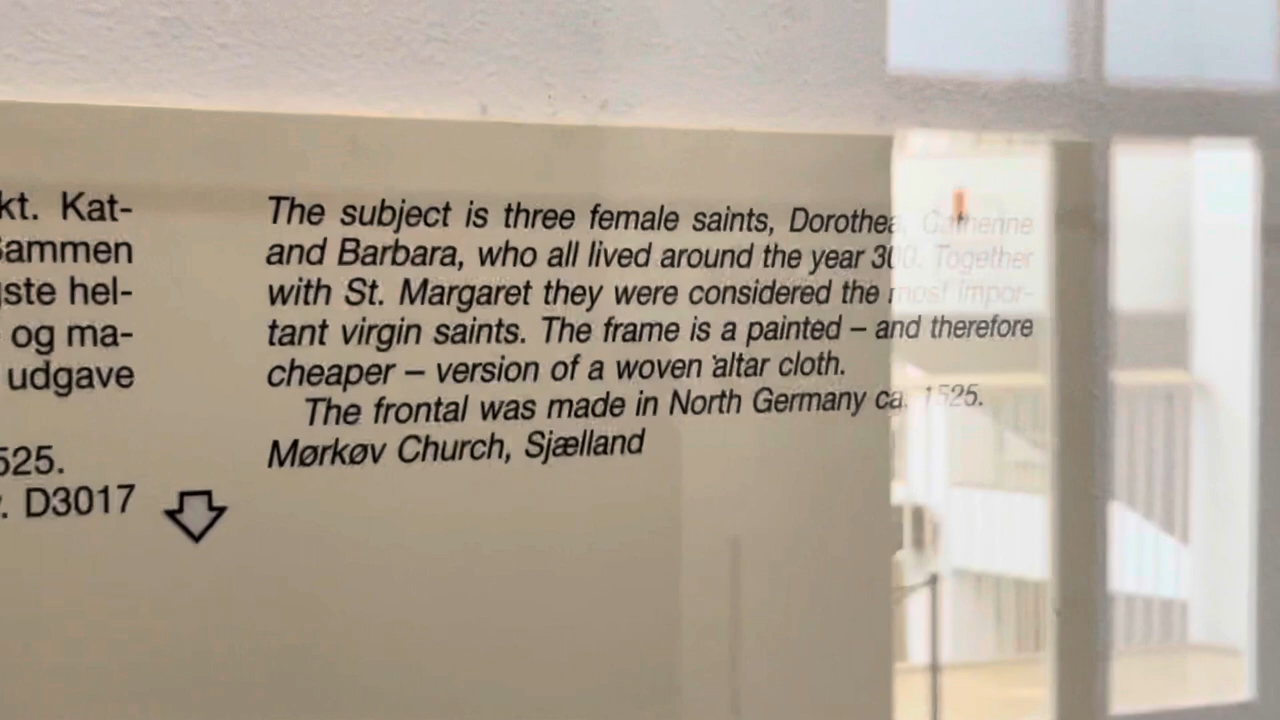 kt. Kat-
Sammen
gste hel-
og ma-
udgave
525.
. D3017
The subject is three female saints, Dorothea, Catherine
and Barbara, who all lived around the year 300. Together
with St. Margaret they were considered the most impor-
tant virgin saints. The frame is a painted – and therefore
cheaper – version of a woven altar cloth.
The frontal was made in North Germany ca. 1525.
Mørkøv Church, Sjælland